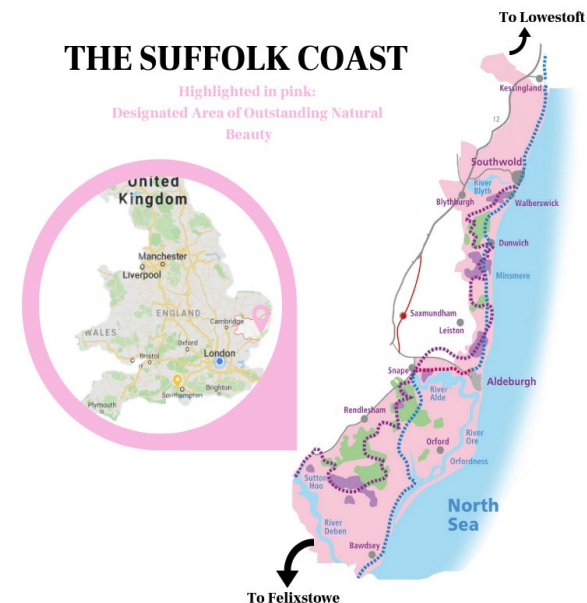 To Lowestoft
THE SUFFOLK COAST
Highlighted in pink:
Designated Area of Outstanding Natural
Beauty
Kessingland
12
Southwold
River
Blyth
Blythburgh
Walberswick
Dunwich
Minsmere
Saxmundham
Leiston
Snape
Aldeburgh
River
Alde
Rendlesham
River
Ore
Orford
Orfordness
Sutton
Hoo
North
Sea
River
Deben
Bawdsey
To Felixstowe
United
Kingdom
Manchester
Liverpool
ENGLAND
Cambridge
WALES
Oxford
London
Bristol
Southampton
Brighton
Plymouth